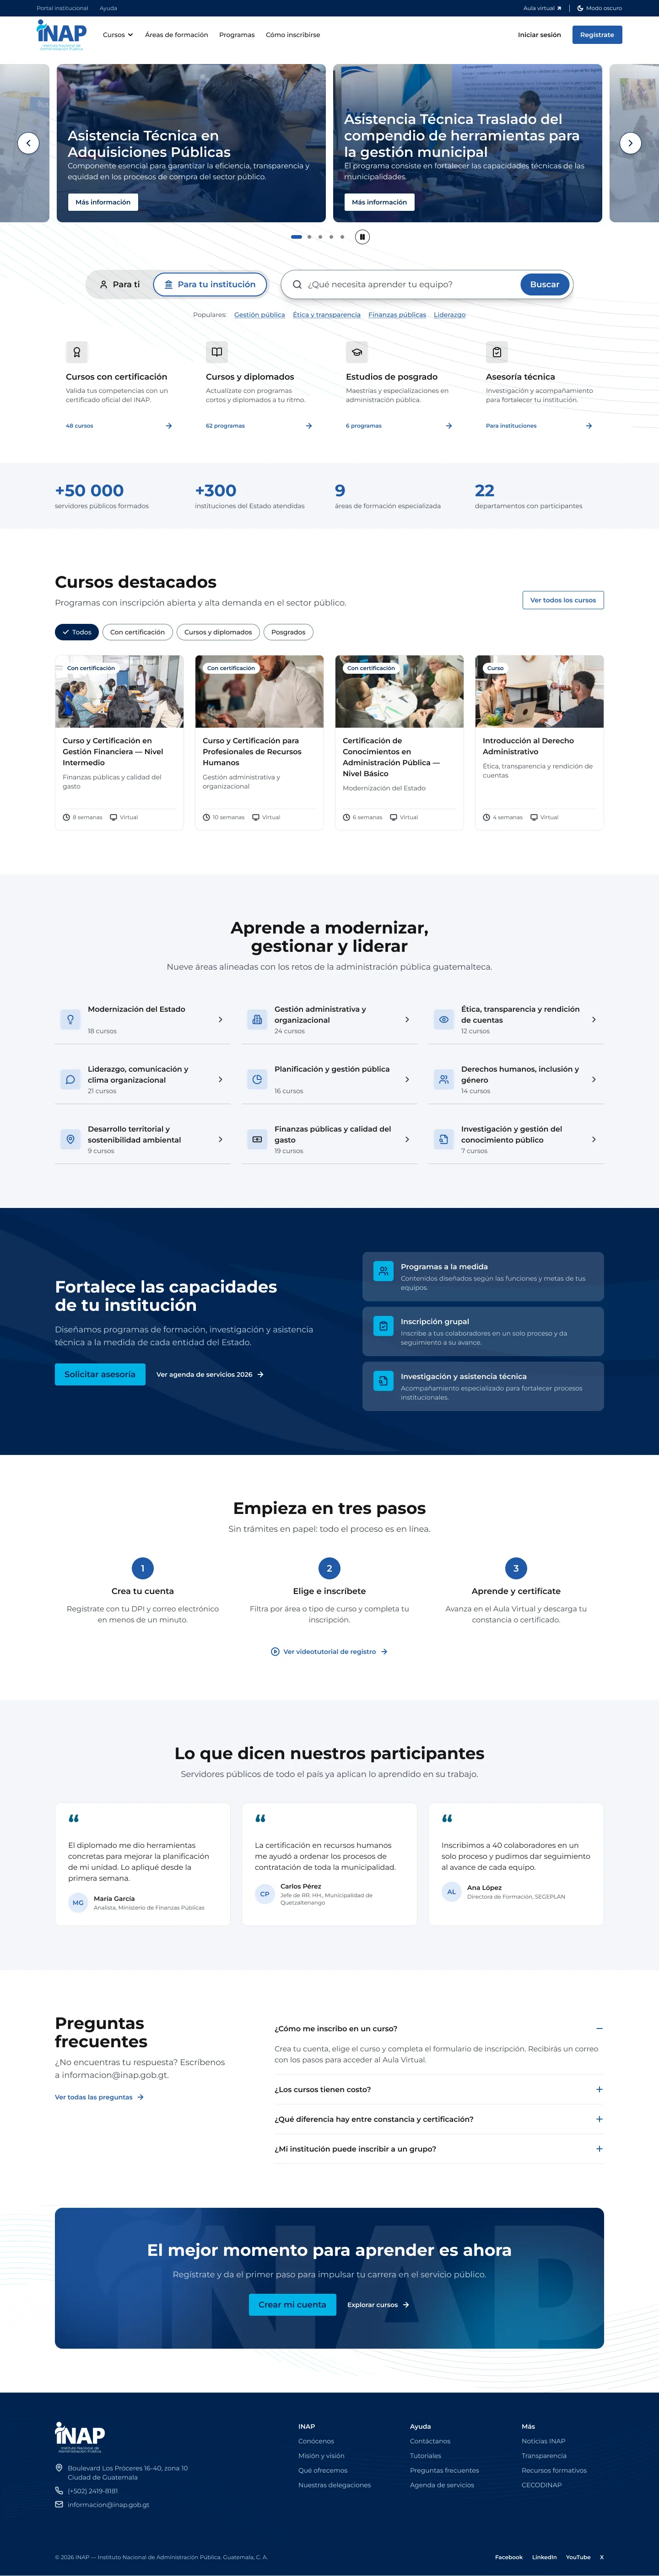 Portal institucional Ayuda Aula virtual Modo oscuro
INAP
Instituto Nacional de
Administración Pública
Cursos Áreas de formación Programas Cómo inscribirse Iniciar sesión Regístrate
Asistencia Técnica en
Adquisiciones Públicas
Componente esencial para garantizar la eficiencia, transparencia y
equidad en los procesos de compra del sector público.
Más información
Asistencia Técnica Traslado del
compendio de herramientas para
la gestión municipal
El programa consiste en fortalecer las capacidades técnicas de las
municipalidades.
Más información
Para ti Para tu institución ¿Qué necesita aprender tu equipo? Buscar
Populares: Gestión pública Ética y transparencia Finanzas públicas Liderazgo
Cursos con certificación
Valida tus competencias con un
certificado oficial del INAP.
48 cursos
Cursos y diplomados
Actualízate con programas
cortos y diplomados a tu ritmo.
62 programas
Estudios de posgrado
Maestrías y especializaciones en
administración pública.
6 programas
Asesoría técnica
Investigación y acompañamiento
para fortalecer tu institución.
Para instituciones
+50 000
servidores públicos formados
+300
instituciones del Estado atendidas
9
áreas de formación especializada
22
departamentos con participantes
Cursos destacados
Programas con inscripción abierta y alta demanda en el sector público.
Ver todos los cursos
Todos Con certificación Cursos y diplomados Posgrados
Con certificación
Curso y Certificación en
Gestión Financiera — Nivel
Intermedio
Finanzas públicas y calidad del
gasto
8 semanas Virtual
Con certificación
Curso y Certificación para
Profesionales de Recursos
Humanos
Gestión administrativa y
organizacional
10 semanas Virtual
Con certificación
Certificación de
Conocimientos en
Administración Pública —
Nivel Básico
Modernización del Estado
6 semanas Virtual
Curso
Introducción al Derecho
Administrativo
Ética, transparencia y rendición de
cuentas
4 semanas Virtual
Aprende a modernizar,
gestionar y liderar
Nueve áreas alineadas con los retos de la administración pública guatemalteca.
Modernización del Estado
18 cursos
Gestión administrativa y
organizacional
24 cursos
Ética, transparencia y rendición
de cuentas
12 cursos
Liderazgo, comunicación y
clima organizacional
21 cursos
Planificación y gestión pública
16 cursos
Derechos humanos, inclusión y
género
14 cursos
Desarrollo territorial y
sostenibilidad ambiental
9 cursos
Finanzas públicas y calidad del
gasto
19 cursos
Investigación y gestión del
conocimiento público
7 cursos
Fortalece las capacidades
de tu institución
Diseñamos programas de formación, investigación y asistencia
técnica a la medida de cada entidad del Estado.
Solicitar asesoría Ver agenda de servicios 2026
Programas a la medida
Contenidos diseñados según las funciones y metas de tus
equipos.
Inscripción grupal
Inscribe a tus colaboradores en un solo proceso y da
seguimiento a su avance.
Investigación y asistencia técnica
Acompañamiento especializado para fortalecer procesos
institucionales.
Empieza en tres pasos
Sin trámites en papel: todo el proceso es en línea.
1
Crea tu cuenta
Regístrate con tu DPI y correo electrónico
en menos de un minuto.
2
Elige e inscríbete
Filtra por área o tipo de curso y completa tu
inscripción.
3
Aprende y certifícate
Avanza en el Aula Virtual y descarga tu
constancia o certificado.
Ver videotutorial de registro
Lo que dicen nuestros participantes
Servidores públicos de todo el país ya aplican lo aprendido en su trabajo.
“
El diplomado me dio herramientas
concretas para mejorar la planificación
de mi unidad. Lo apliqué desde la
primera semana.
MG
María García
Analista, Ministerio de Finanzas Públicas
“
La certificación en recursos humanos
me ayudó a ordenar los procesos de
contratación de toda la municipalidad.
CP
Carlos Pérez
Jefe de RR. HH., Municipalidad de
Quetzaltenango
“
Inscribimos a 40 colaboradores en un
solo proceso y pudimos dar seguimiento
al avance de cada equipo.
AL
Ana López
Directora de Formación, SEGEPLAN
Preguntas
frecuentes
¿No encuentras tu respuesta? Escríbenos
a informacion@inap.gob.gt.
Ver todas las preguntas
¿Cómo me inscribo en un curso?
Crea tu cuenta, elige el curso y completa el formulario de inscripción. Recibirás un correo
con los pasos para acceder al Aula Virtual.
¿Los cursos tienen costo?
¿Qué diferencia hay entre constancia y certificación?
¿Mi institución puede inscribir a un grupo?
El mejor momento para aprender es ahora
Regístrate y da el primer paso para impulsar tu carrera en el servicio público.
Crear mi cuenta Explorar cursos
INAP
Instituto Nacional de
Administración Pública
Boulevard Los Próceres 16-40, zona 10
Ciudad de Guatemala
(+502) 2419-8181
informacion@inap.gob.gt
INAP
Conócenos
Misión y visión
Qué ofrecemos
Nuestras delegaciones
Ayuda
Contáctanos
Tutoriales
Preguntas frecuentes
Agenda de servicios
Más
Noticias INAP
Transparencia
Recursos formativos
CECODINAP
© 2026 INAP — Instituto Nacional de Administración Pública. Guatemala, C. A.
Facebook LinkedIn YouTube X